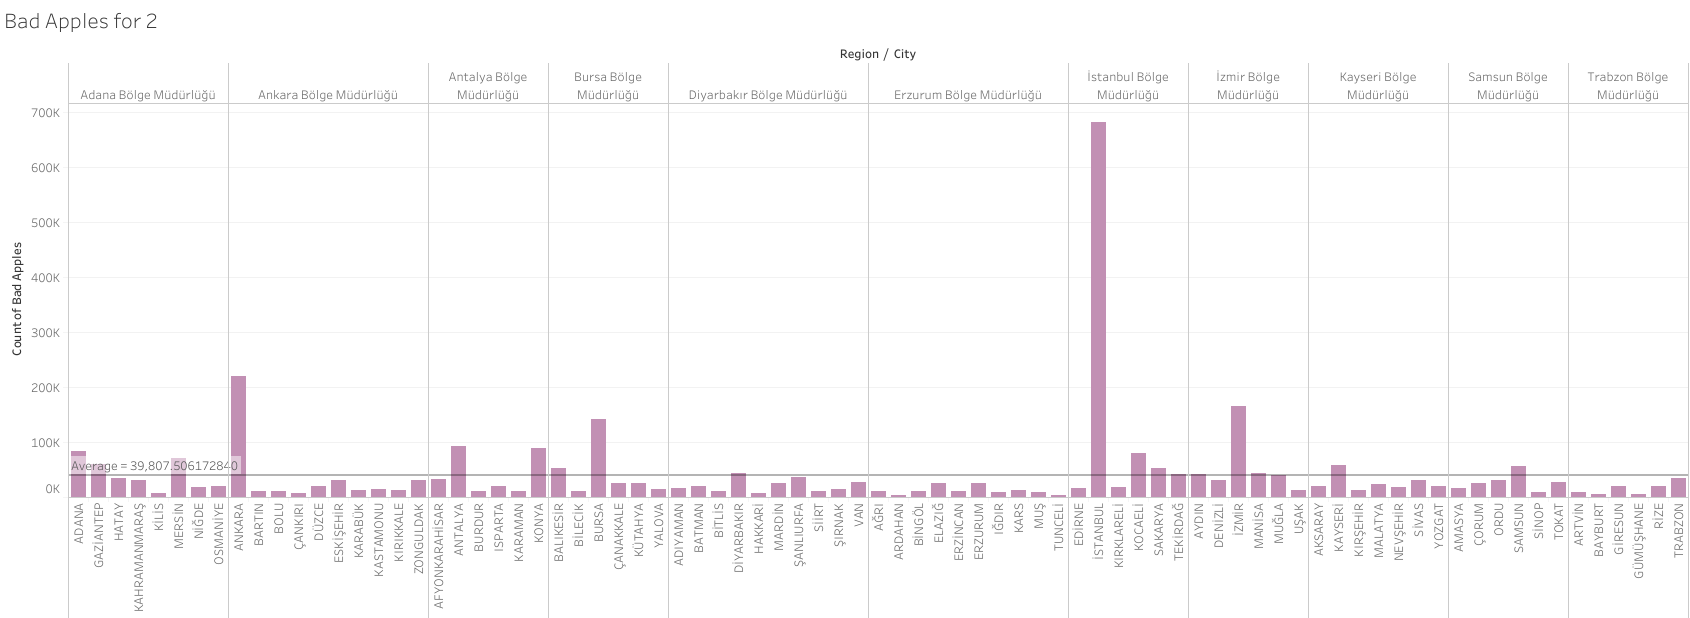 Bad Apples for 2
Region / City
Adana Bölge Müdürlüğü
Ankara Bölge Müdürlüğü
Antalya Bölge
Müdürlüğü
Bursa Bölge
Müdürlüğü
Diyarbakır Bölge Müdürlüğü
Erzurum Bölge Müdürlüğü
İstanbul Bölge
Müdürlüğü
İzmir Bölge
Müdürlüğü
Kayseri Bölge
Müdürlüğü
Samsun Bölge
Müdürlüğü
Trabzon Bölge
Müdürlüğü
Count of Bad Apples
700K
600K
500K
400K
300K
200K
100K
0K
Average = 39,807.506172840
ADANA
GAZİANTEP
HATAY
KAHRAMANMARAŞ
KİLİS
MERSİN
NİĞDE
OSMANİYE
ANKARA
BARTIN
BOLU
ÇANKIRI
DÜZCE
ESKİŞEHİR
KARABÜK
KASTAMONU
KIRIKKALE
ZONGULDAK
AFYONKARAHİSAR
ANTALYA
BURDUR
ISPARTA
KARAMAN
KONYA
BALIKESİR
BİLECİK
BURSA
ÇANAKKALE
KÜTAHYA
YALOVA
ADIYAMAN
BATMAN
BİTLİS
DİYARBAKIR
HAKKARİ
MARDİN
ŞANLIURFA
SİİRT
ŞIRNAK
VAN
AĞRI
ARDAHAN
BİNGÖL
ELAZIĞ
ERZİNCAN
ERZURUM
IĞDIR
KARS
MUŞ
TUNCELİ
EDİRNE
İSTANBUL
KIRKLARELİ
KOCAELİ
SAKARYA
TEKİRDAĞ
AYDIN
DENİZLİ
İZMİR
MANİSA
MUĞLA
UŞAK
AKSARAY
KAYSERİ
KIRŞEHİR
MALATYA
NEVŞEHİR
SİVAS
YOZGAT
AMASYA
ÇORUM
ORDU
SAMSUN
SİNOP
TOKAT
ARTVİN
BAYBURT
GİRESUN
GÜMÜŞHANE
RİZE
TRABZON